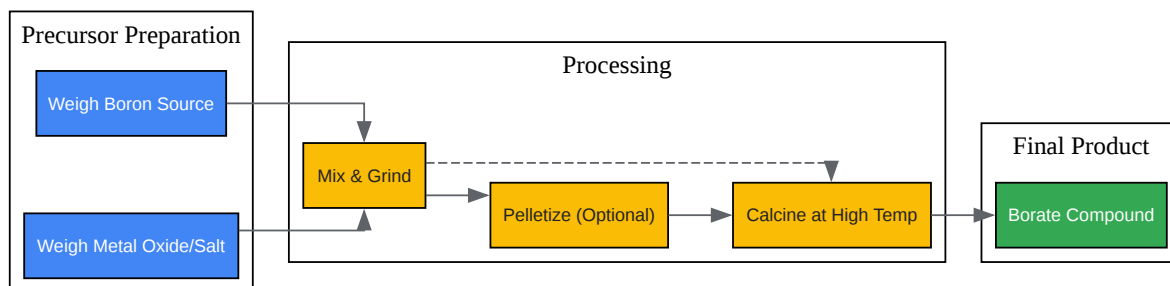 Precursor Preparation
Weigh Boron Source
Weigh Metal Oxide/Salt
Processing
Mix & Grind
Pelletize (Optional)
Calcine at High Temp
Final Product
Borate Compound